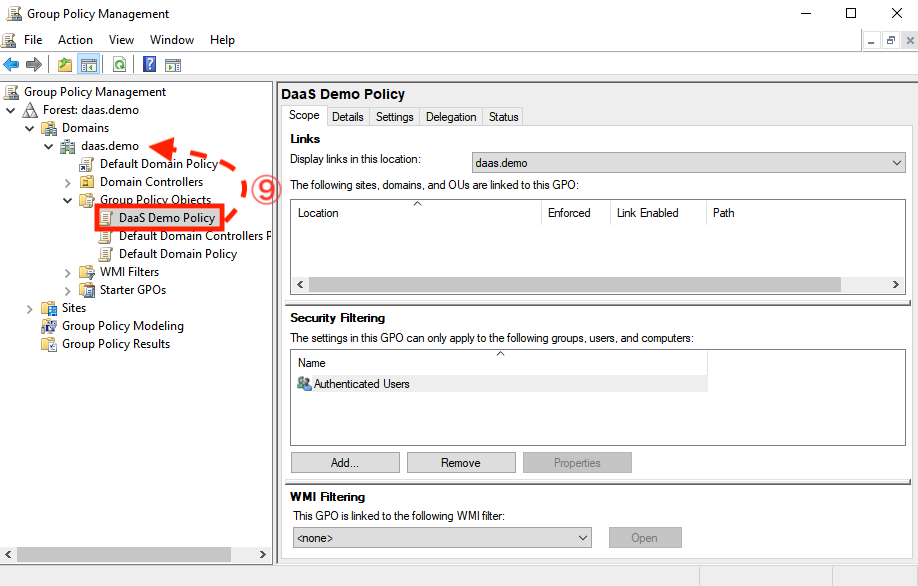 Group Policy Management
File Action View Window Help
Group Policy Management
Forest: daas.demo
Domains
daas.demo
Default Domain Policy
Domain Controllers
Group Policy Objects
DaaS Demo Policy
Default Domain Controllers P
Default Domain Policy
WMI Filters
Starter GPOs
Sites
Group Policy Modeling
Group Policy Results
⑨
DaaS Demo Policy
Scope Details Settings Delegation Status
Links
Display links in this location: daas.demo
The following sites, domains, and OUs are linked to this GPO:
Location Enforced Link Enabled Path
Security Filtering
The settings in this GPO can only apply to the following groups, users, and computers:
Name
Authenticated Users
Add... Remove Properties
WMI Filtering
This GPO is linked to the following WMI filter:
<none> Open